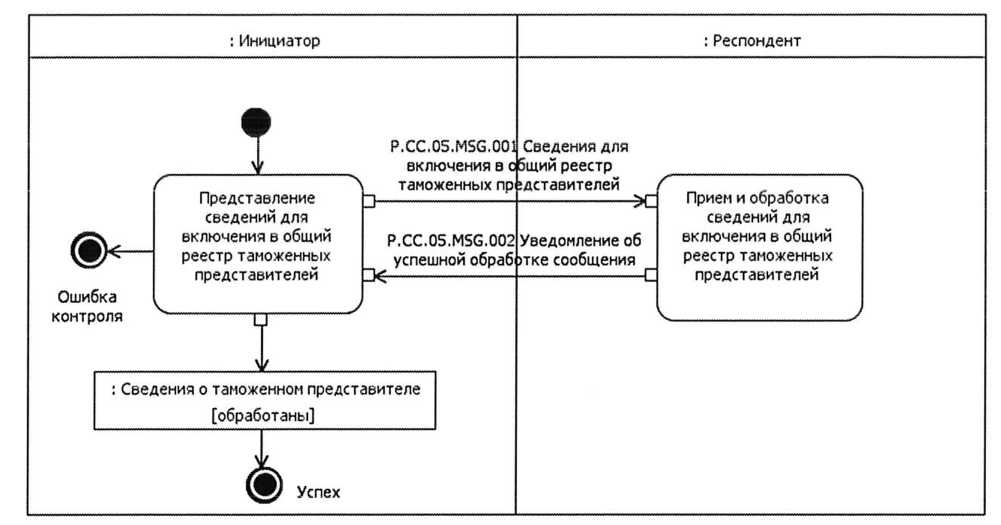 : Инициатор
: Респондент
P.CC.05.MSG.001 Сведения для
включения в общий реестр
таможенных представителей
Представление
сведений для
включения в общий
реестр таможенных
представителей
Прием и обработка
сведений для
включения в общий
реестр таможенных
представителей
P.CC.05.MSG.002 Уведомление об
успешной обработке сообщения
Ошибка
контроля
: Сведения о таможенном представителе
[обработаны]
Успех